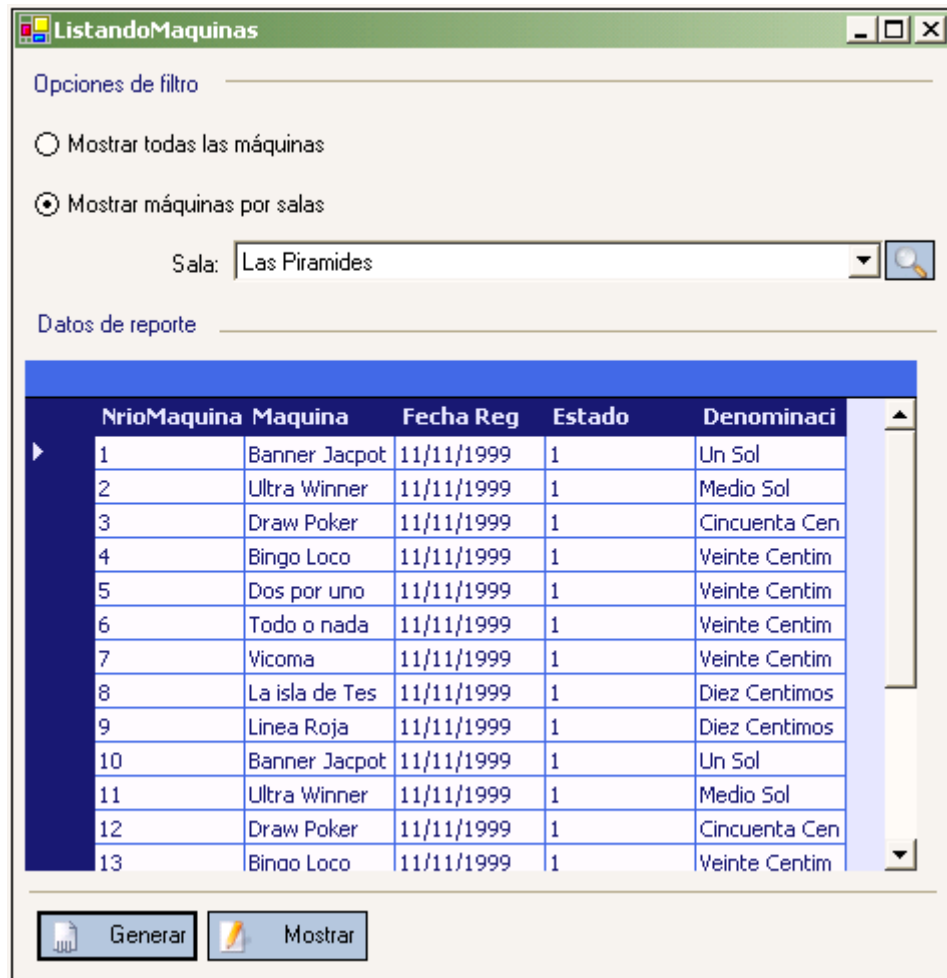 ListandoMaquinas
Opciones de filtro
Mostrar todas las máquinas
Mostrar máquinas por salas
Sala: Las Piramides
Datos de reporte
NrioMaquina Maquina Fecha Reg Estado Denominaci
1 Banner Jacpot 11/11/1999 1 Un Sol
2 Ultra Winner 11/11/1999 1 Medio Sol
3 Draw Poker 11/11/1999 1 Cincuenta Cen
4 Bingo Loco 11/11/1999 1 Veinte Centim
5 Dos por uno 11/11/1999 1 Veinte Centim
6 Todo o nada 11/11/1999 1 Veinte Centim
7 Vicoma 11/11/1999 1 Veinte Centim
8 La isla de Tes 11/11/1999 1 Diez Centimos
9 Linea Roja 11/11/1999 1 Diez Centimos
10 Banner Jacpot 11/11/1999 1 Un Sol
11 Ultra Winner 11/11/1999 1 Medio Sol
12 Draw Poker 11/11/1999 1 Cincuenta Cen
13 Bingo Loco 11/11/1999 1 Veinte Centim
Generar Mostrar